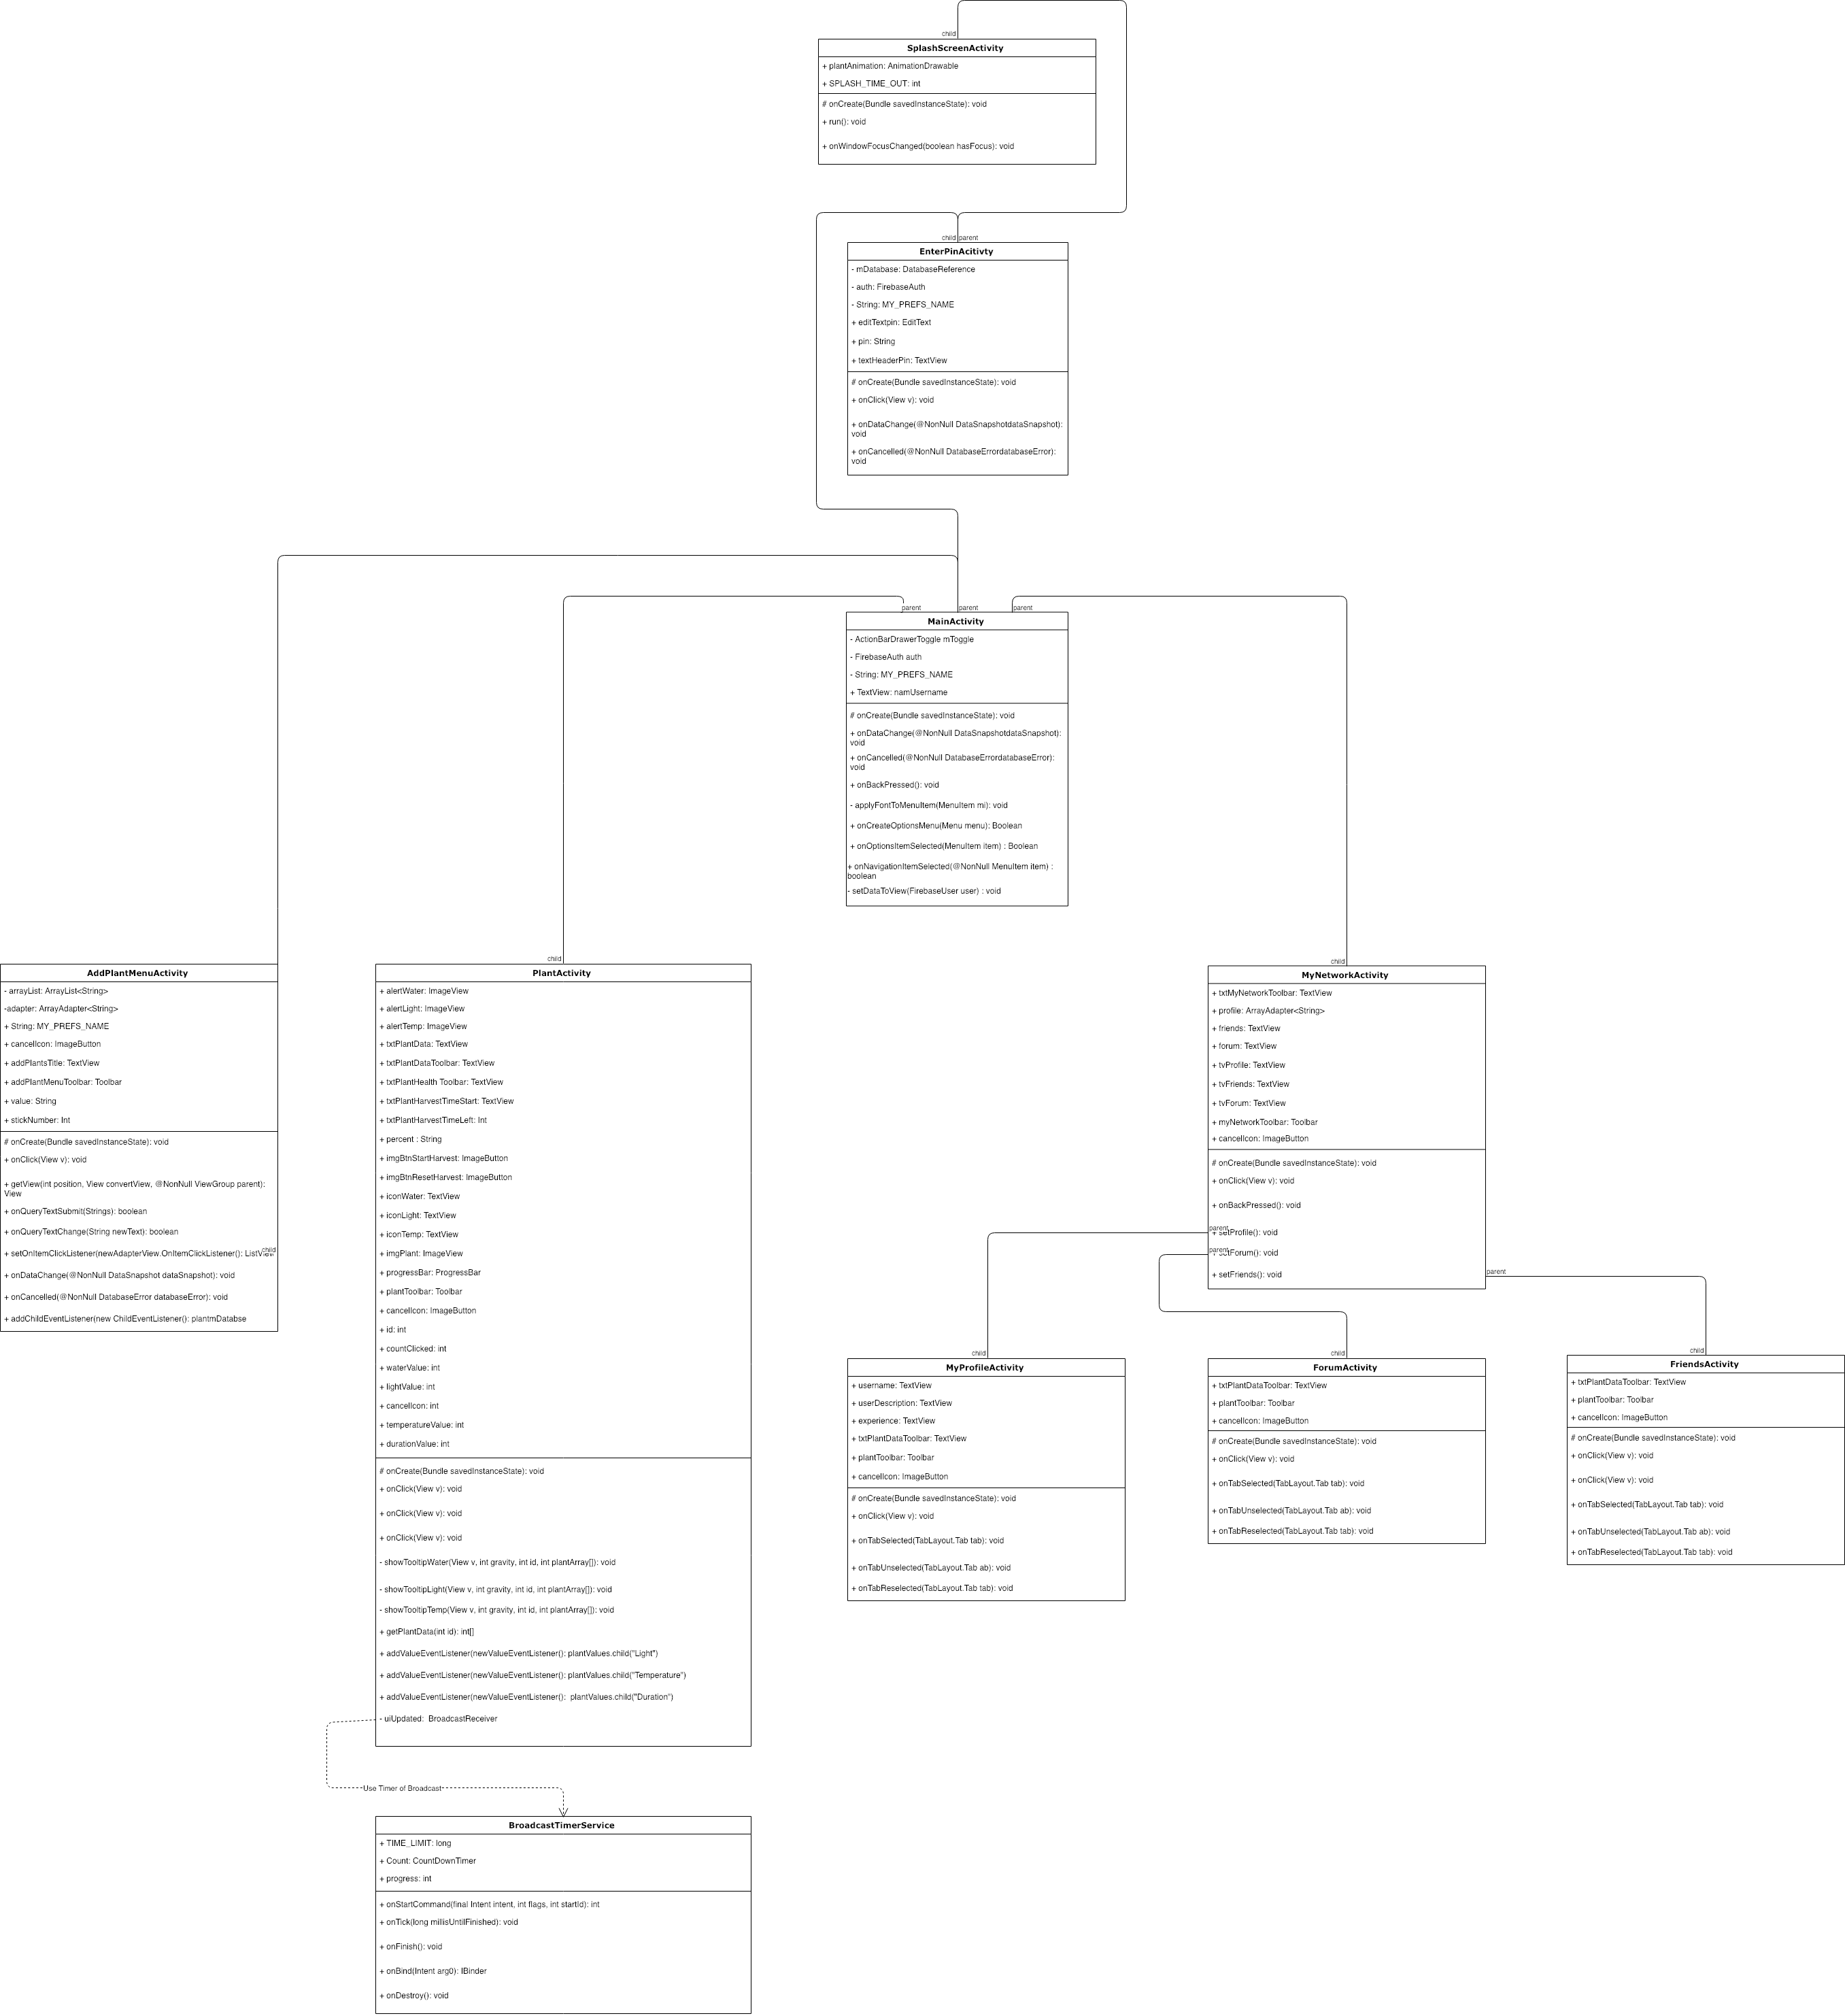 child
SplashScreenActivity
+ plantAnimation: AnimationDrawable
+ SPLASH_TIME_OUT: int
# onCreate(Bundle savedInstanceState): void
+ run(): void
+ onWindowFocusChanged(boolean hasFocus): void
child parent
EnterPinAcitivty
- mDatabase: DatabaseReference
- auth: FirebaseAuth
- String: MY_PREFS_NAME
+ editTextpin: EditText
+ pin: String
+ textHeaderPin: TextView
# onCreate(Bundle savedInstanceState): void
+ onClick(View v): void
+ onDataChange(@NonNull DataSnapshotdataSnapshot):
void
+ onCancelled(@NonNull DatabaseErrordatabaseError):
void
parent
parent
parent
MainActivity
- ActionBarDrawerToggle mToggle
- FirebaseAuth auth
- String: MY_PREFS_NAME
+ TextView: namUsername
# onCreate(Bundle savedInstanceState): void
+ onDataChange(@NonNull DataSnapshotdataSnapshot):
void
+ onCancelled(@NonNull DatabaseErrordatabaseError):
void
+ onBackPressed(): void
- applyFontToMenuItem(MenuItem mi): void
+ onCreateOptionsMenu(Menu menu): Boolean
+ onOptionsItemSelected(MenuItem item) : Boolean
+ onNavigationItemSelected(@NonNull MenuItem item) :
boolean
- setDataToView(FirebaseUser user) : void
AddPlantMenuActivity
- arrayList: ArrayList<String>
-adapter: ArrayAdapter<String>
+ String: MY_PREFS_NAME
+ cancelIcon: ImageButton
+ addPlantsTitle: TextView
+ addPlantMenuToolbar: Toolbar
+ value: String
+ stickNumber: Int
# onCreate(Bundle savedInstanceState): void
+ onClick(View v): void
+ getView(int position, View convertView, @NonNull ViewGroup parent):
View
+ onQueryTextSubmit(Strings): boolean
+ onQueryTextChange(String newText): boolean
child
+ setOnItemClickListener(newAdapterView.OnItemClickListener(): ListView
+ onDataChange(@NonNull DataSnapshot dataSnapshot): void
+ onCancelled(@NonNull DatabaseError databaseError): void
+ addChildEventListener(new ChildEventListener(): plantmDatabse
child
PlantActivity
+ alertWater: ImageView
+ alertLight: ImageView
+ alertTemp: ImageView
+ txtPlantData: TextView
+ txtPlantDataToolbar: TextView
+ txtPlantHealth Toolbar: TextView
+ txtPlantHarvestTimeStart: TextView
+ txtPlantHarvestTimeLeft: Int
+ percent : String
+ imgBtnStartHarvest: ImageButton
+ imgBtnResetHarvest: ImageButton
+ iconWater: TextView
+ iconLight: TextView
+ iconTemp: TextView
+ imgPlant: ImageView
+ progressBar: ProgressBar
+ plantToolbar: Toolbar
+ cancelIcon: ImageButton
+ id: int
+ countClicked: int
+ waterValue: int
+ lightValue: int
+ cancelIcon: int
+ temperatureValue: int
+ durationValue: int
# onCreate(Bundle savedInstanceState): void
+ onClick(View v): void
+ onClick(View v): void
+ onClick(View v): void
- showTooltipWater(View v, int gravity, int id, int plantArray[]): void
- showTooltipLight(View v, int gravity, int id, int plantArray[]): void
- showTooltipTemp(View v, int gravity, int id, int plantArray[]): void
+ getPlantData(int id): int[]
+ addValueEventListener(newValueEventListener(): plantValues.child("Light")
+ addValueEventListener(newValueEventListener(): plantValues.child("Temperature")
+ addValueEventListener(newValueEventListener():  plantValues.child("Duration")
- uiUpdated:  BroadcastReceiver
Use Timer of Broadcast
BroadcastTimerService
+ TIME_LIMIT: long
+ Count: CountDownTimer
+ progress: int
+ onStartCommand(final Intent intent, int flags, int startId): int
+ onTick(long millisUntilFinished): void
+ onFinish(): void
+ onBind(Intent arg0): IBinder
+ onDestroy(): void
child
MyNetworkActivity
+ txtMyNetworkToolbar: TextView
+ profile: ArrayAdapter<String>
+ friends: TextView
+ forum: TextView
+ tvProfile: TextView
+ tvFriends: TextView
+ tvForum: TextView
+ myNetworkToolbar: Toolbar
+ cancelIcon: ImageButton
# onCreate(Bundle savedInstanceState): void
+ onClick(View v): void
+ onBackPressed(): void
parent
+ setProfile(): void
parent
+ setForum(): void
+ setFriends(): void
parent
child
MyProfileActivity
+ username: TextView
+ userDescription: TextView
+ experience: TextView
+ txtPlantDataToolbar: TextView
+ plantToolbar: Toolbar
+ cancelIcon: ImageButton
# onCreate(Bundle savedInstanceState): void
+ onClick(View v): void
+ onTabSelected(TabLayout.Tab tab): void
+ onTabUnselected(TabLayout.Tab ab): void
+ onTabReselected(TabLayout.Tab tab): void
child
ForumActivity
+ txtPlantDataToolbar: TextView
+ plantToolbar: Toolbar
+ cancelIcon: ImageButton
# onCreate(Bundle savedInstanceState): void
+ onClick(View v): void
+ onTabSelected(TabLayout.Tab tab): void
+ onTabUnselected(TabLayout.Tab ab): void
+ onTabReselected(TabLayout.Tab tab): void
child
FriendsActivity
+ txtPlantDataToolbar: TextView
+ plantToolbar: Toolbar
+ cancelIcon: ImageButton
# onCreate(Bundle savedInstanceState): void
+ onClick(View v): void
+ onClick(View v): void
+ onTabSelected(TabLayout.Tab tab): void
+ onTabUnselected(TabLayout.Tab ab): void
+ onTabReselected(TabLayout.Tab tab): void